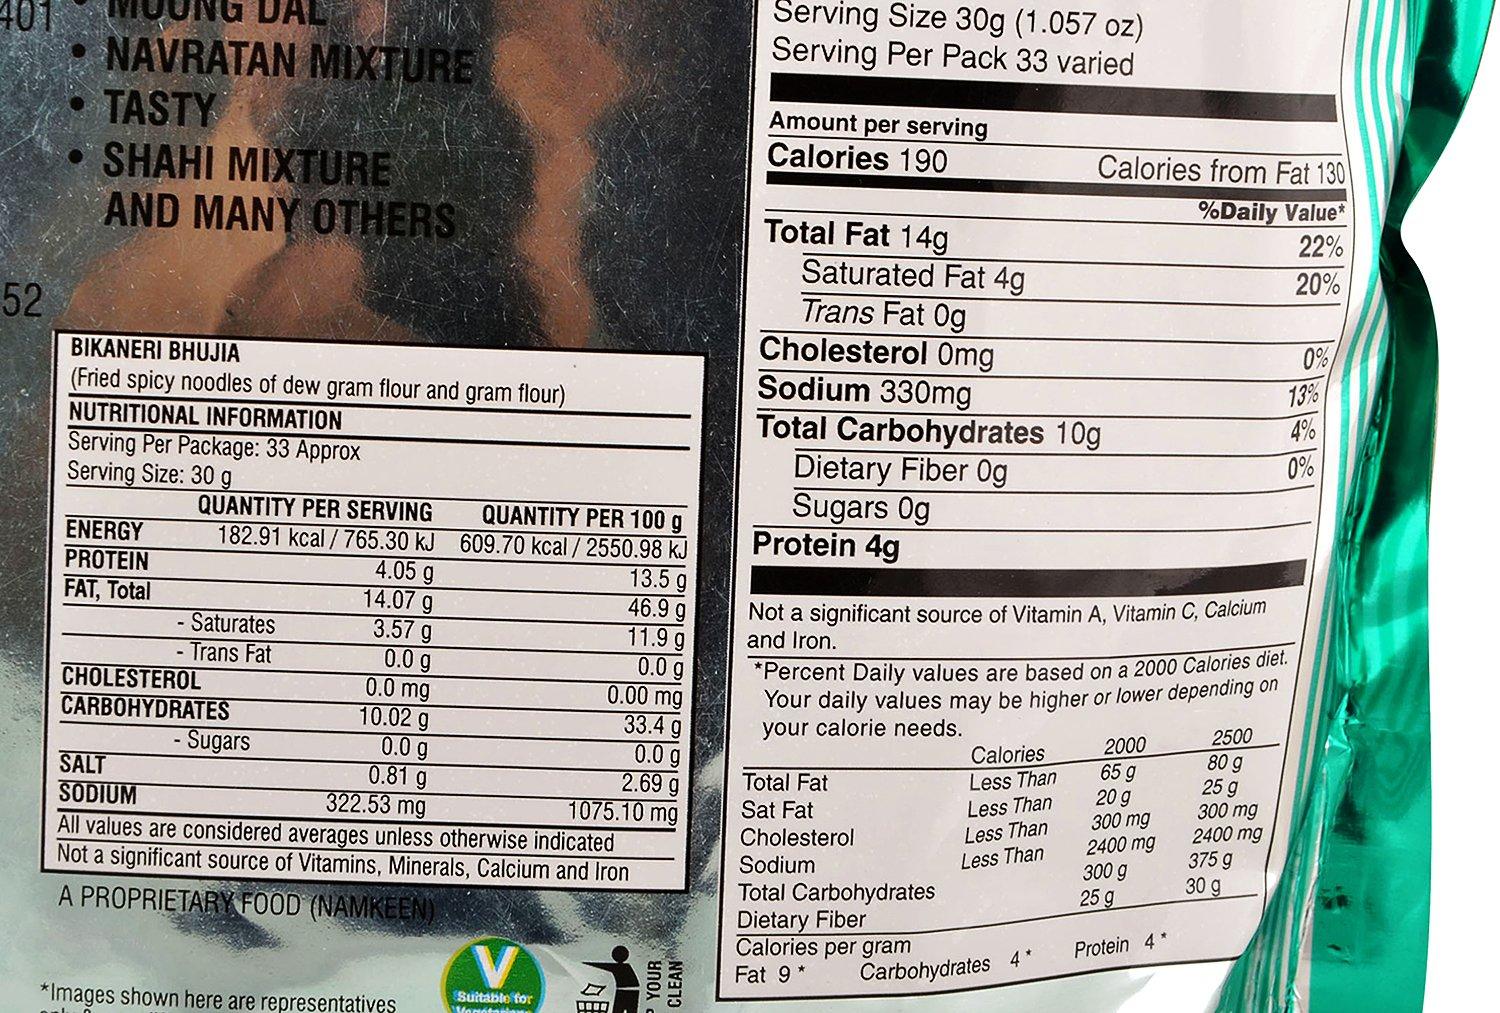 401
• MOONG DAL
• NAVRATAN MIXTURE
• TASTY
• SHAHI MIXTURE
AND MANY OTHERS
52
BIKANERI BHUJIA
(Fried spicy noodles of dew gram flour and gram flour)
NUTRITIONAL INFORMATION
Serving Per Package: 33 Approx
Serving Size: 30 g
QUANTITY PER SERVING QUANTITY PER 100 g
ENERGY 182.91 kcal / 765.30 kJ 609.70 kcal / 2550.98 kJ
PROTEIN 4.05 g 13.5 g
FAT, Total 14.07 g 46.9 g
- Saturates 3.57 g 11.9 g
- Trans Fat 0.0 g 0.0 g
CHOLESTEROL 0.0 mg 0.00 mg
CARBOHYDRATES 10.02 g 33.4 g
- Sugars 0.0 g 0.0 g
SALT 0.81 g 2.69 g
SODIUM 322.53 mg 1075.10 mg
All values are considered averages unless otherwise indicated
Not a significant source of Vitamins, Minerals, Calcium and Iron
A PROPRIETARY FOOD (NAMKEEN)
*Images shown here are representatives
V
Suitable for
Vegetarians
YOUR
CLEAN
Serving Size 30g (1.057 oz)
Serving Per Pack 33 varied
Amount per serving
Calories 190 Calories from Fat 130
%Daily Value*
Total Fat 14g 22%
Saturated Fat 4g 20%
Trans Fat 0g
Cholesterol 0mg 0%
Sodium 330mg 13%
Total Carbohydrates 10g 4%
Dietary Fiber 0g 0%
Sugars 0g
Protein 4g
Not a significant source of Vitamin A, Vitamin C, Calcium
and Iron.
*Percent Daily values are based on a 2000 Calories diet.
Your daily values may be higher or lower depending on
your calorie needs.
Calories 2000 2500
Total Fat Less Than 65 g 80 g
Sat Fat Less Than 20 g 25 g
Cholesterol Less Than 300 mg 300 mg
Sodium Less Than 2400 mg 2400 mg
Total Carbohydrates 300 g 375 g
Dietary Fiber 25 g 30 g
Calories per gram
Fat 9 * Carbohydrates 4 * Protein 4 *